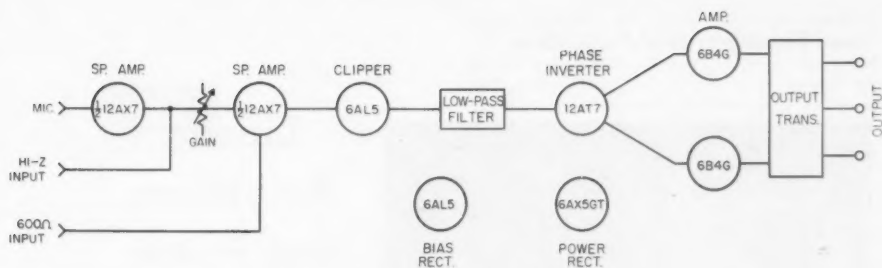 AMP.
6B4G
SP. AMP.
SP. AMP.
CLIPPER
PHASE
INVERTER
MIC
½12AX7
½12AX7
6AL5
LOW-PASS
FILTER
12AT7
OUTPUT
TRANS.
OUTPUT
GAIN
HI-Z
INPUT
6B4G
600Ω
INPUT
6AL5
6AX5GT
BIAS
RECT.
POWER
RECT.